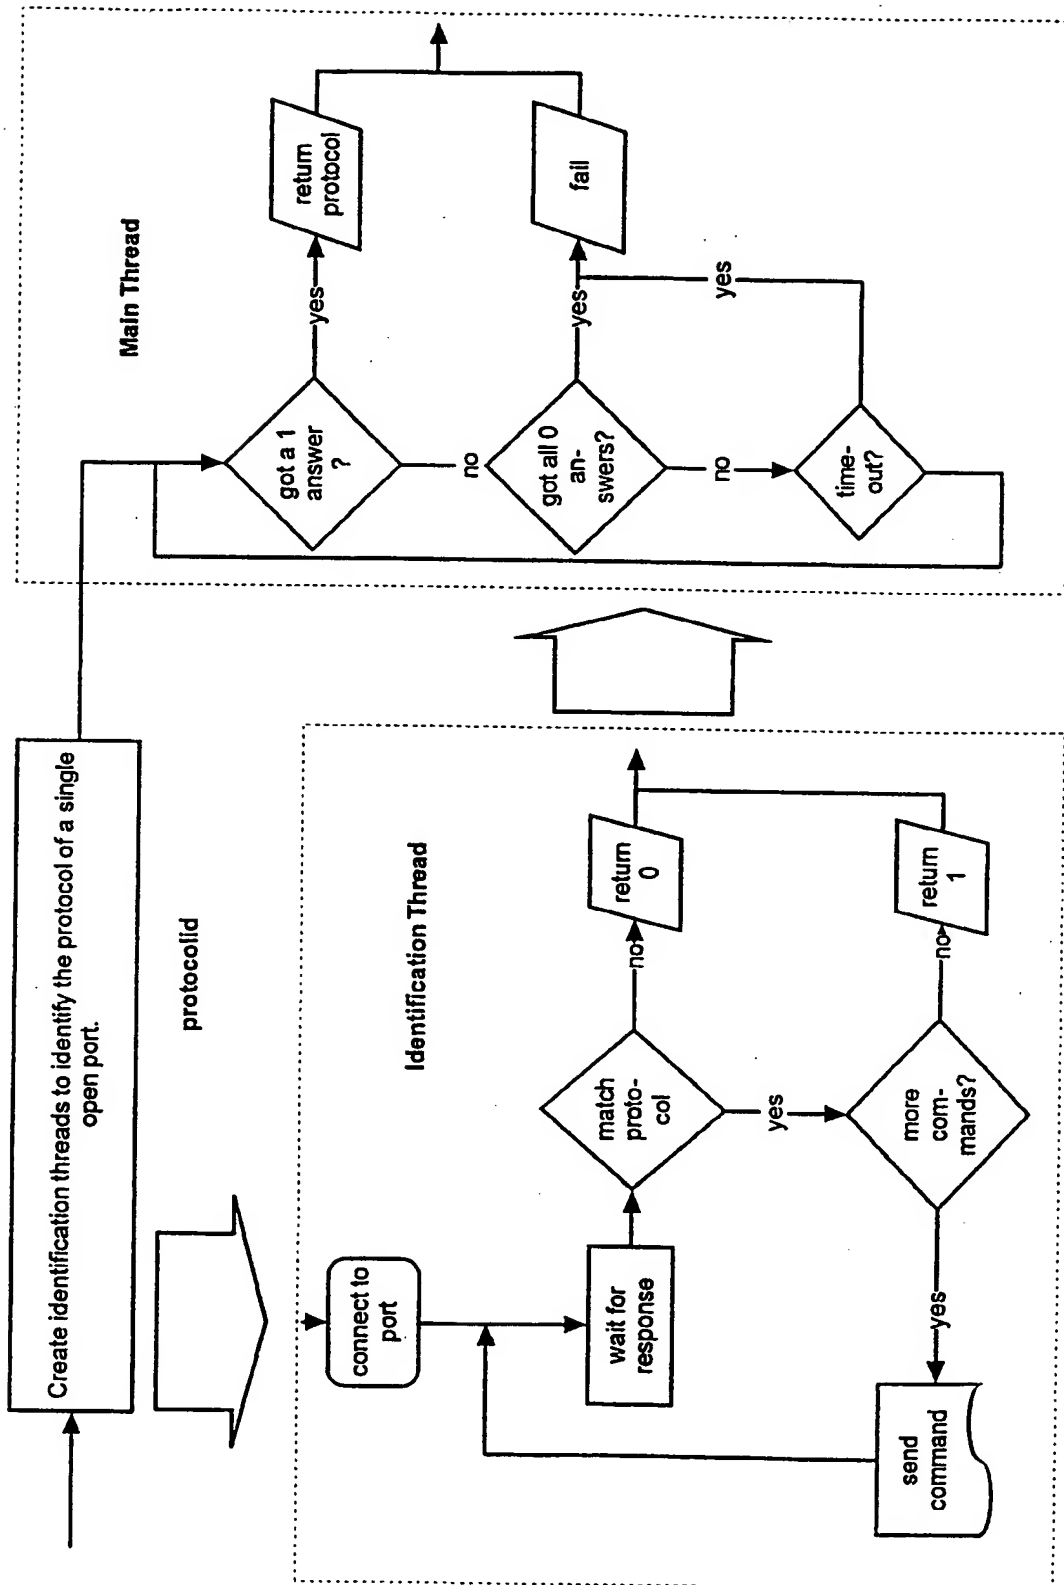 Create identification threads to identify the protocol of a single
open port.
protocolid
Identification Thread
connect to
port
wait for
response
match
proto-
col
no
return
0
yes
more
com-
mands?
no
return
1
yes
send
command
Main Thread
got a 1
answer
?
yes
return
protocol
no
got all 0
an-
swers?
yes
fail
no
time-
out?
yes